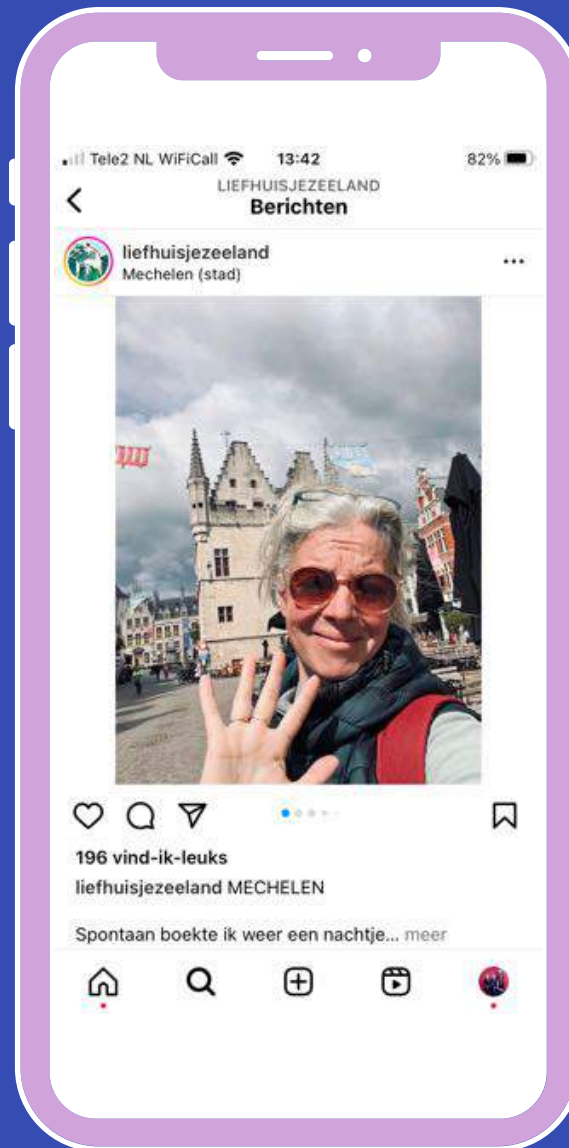 Tele2 NL WiFiCall 13:42 82%
LIEFHUISJEZEELAND
Berichten
liefhuisjezeeland
Mechelen (stad)
196 vind-ik-leuks
liefhuisjezeeland MECHELEN
Spontaan boekte ik weer een nachtje... meer